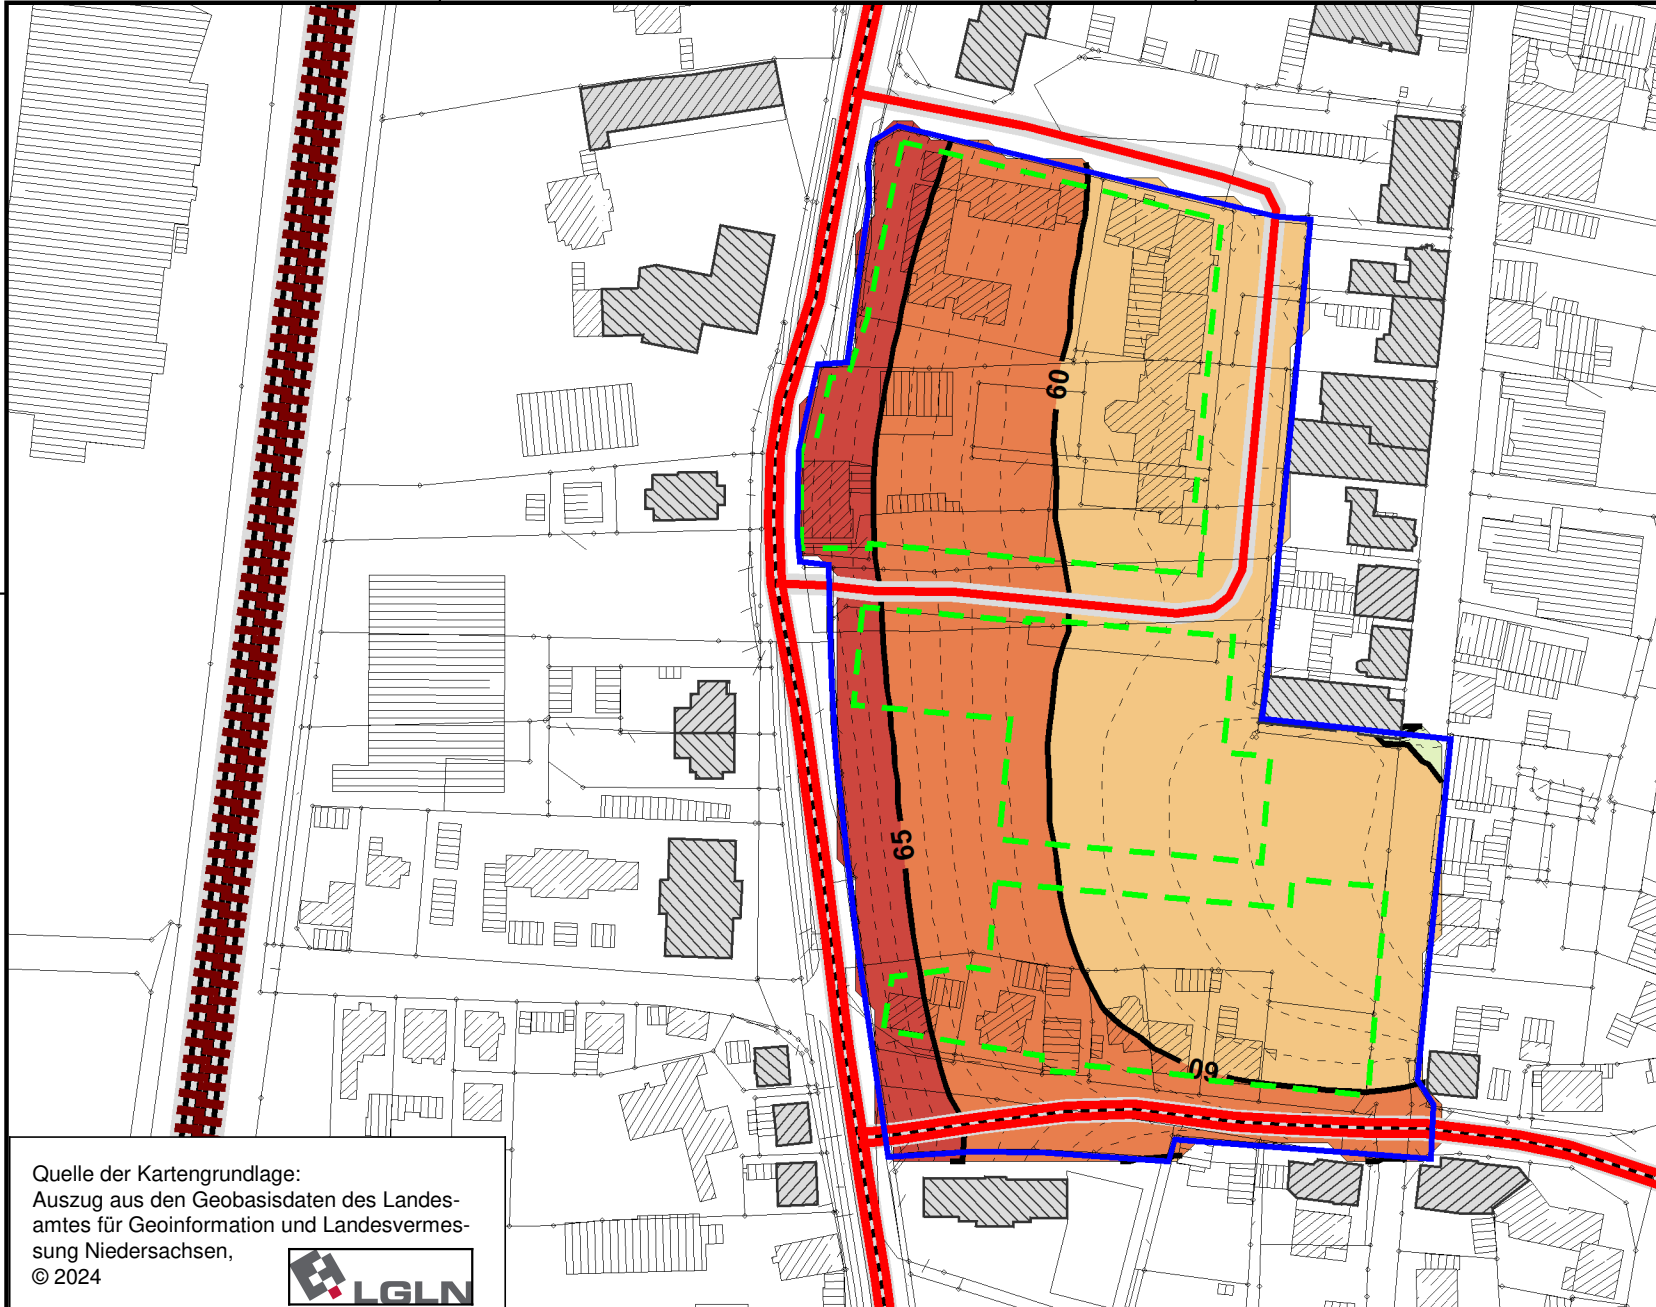 60
65
60
Quelle der Kartengrundlage:
Auszug aus den Geobasisdaten des Landes-
amtes für Geoinformation und Landesvermes-
sung Niedersachsen,
© 2024
LGLN